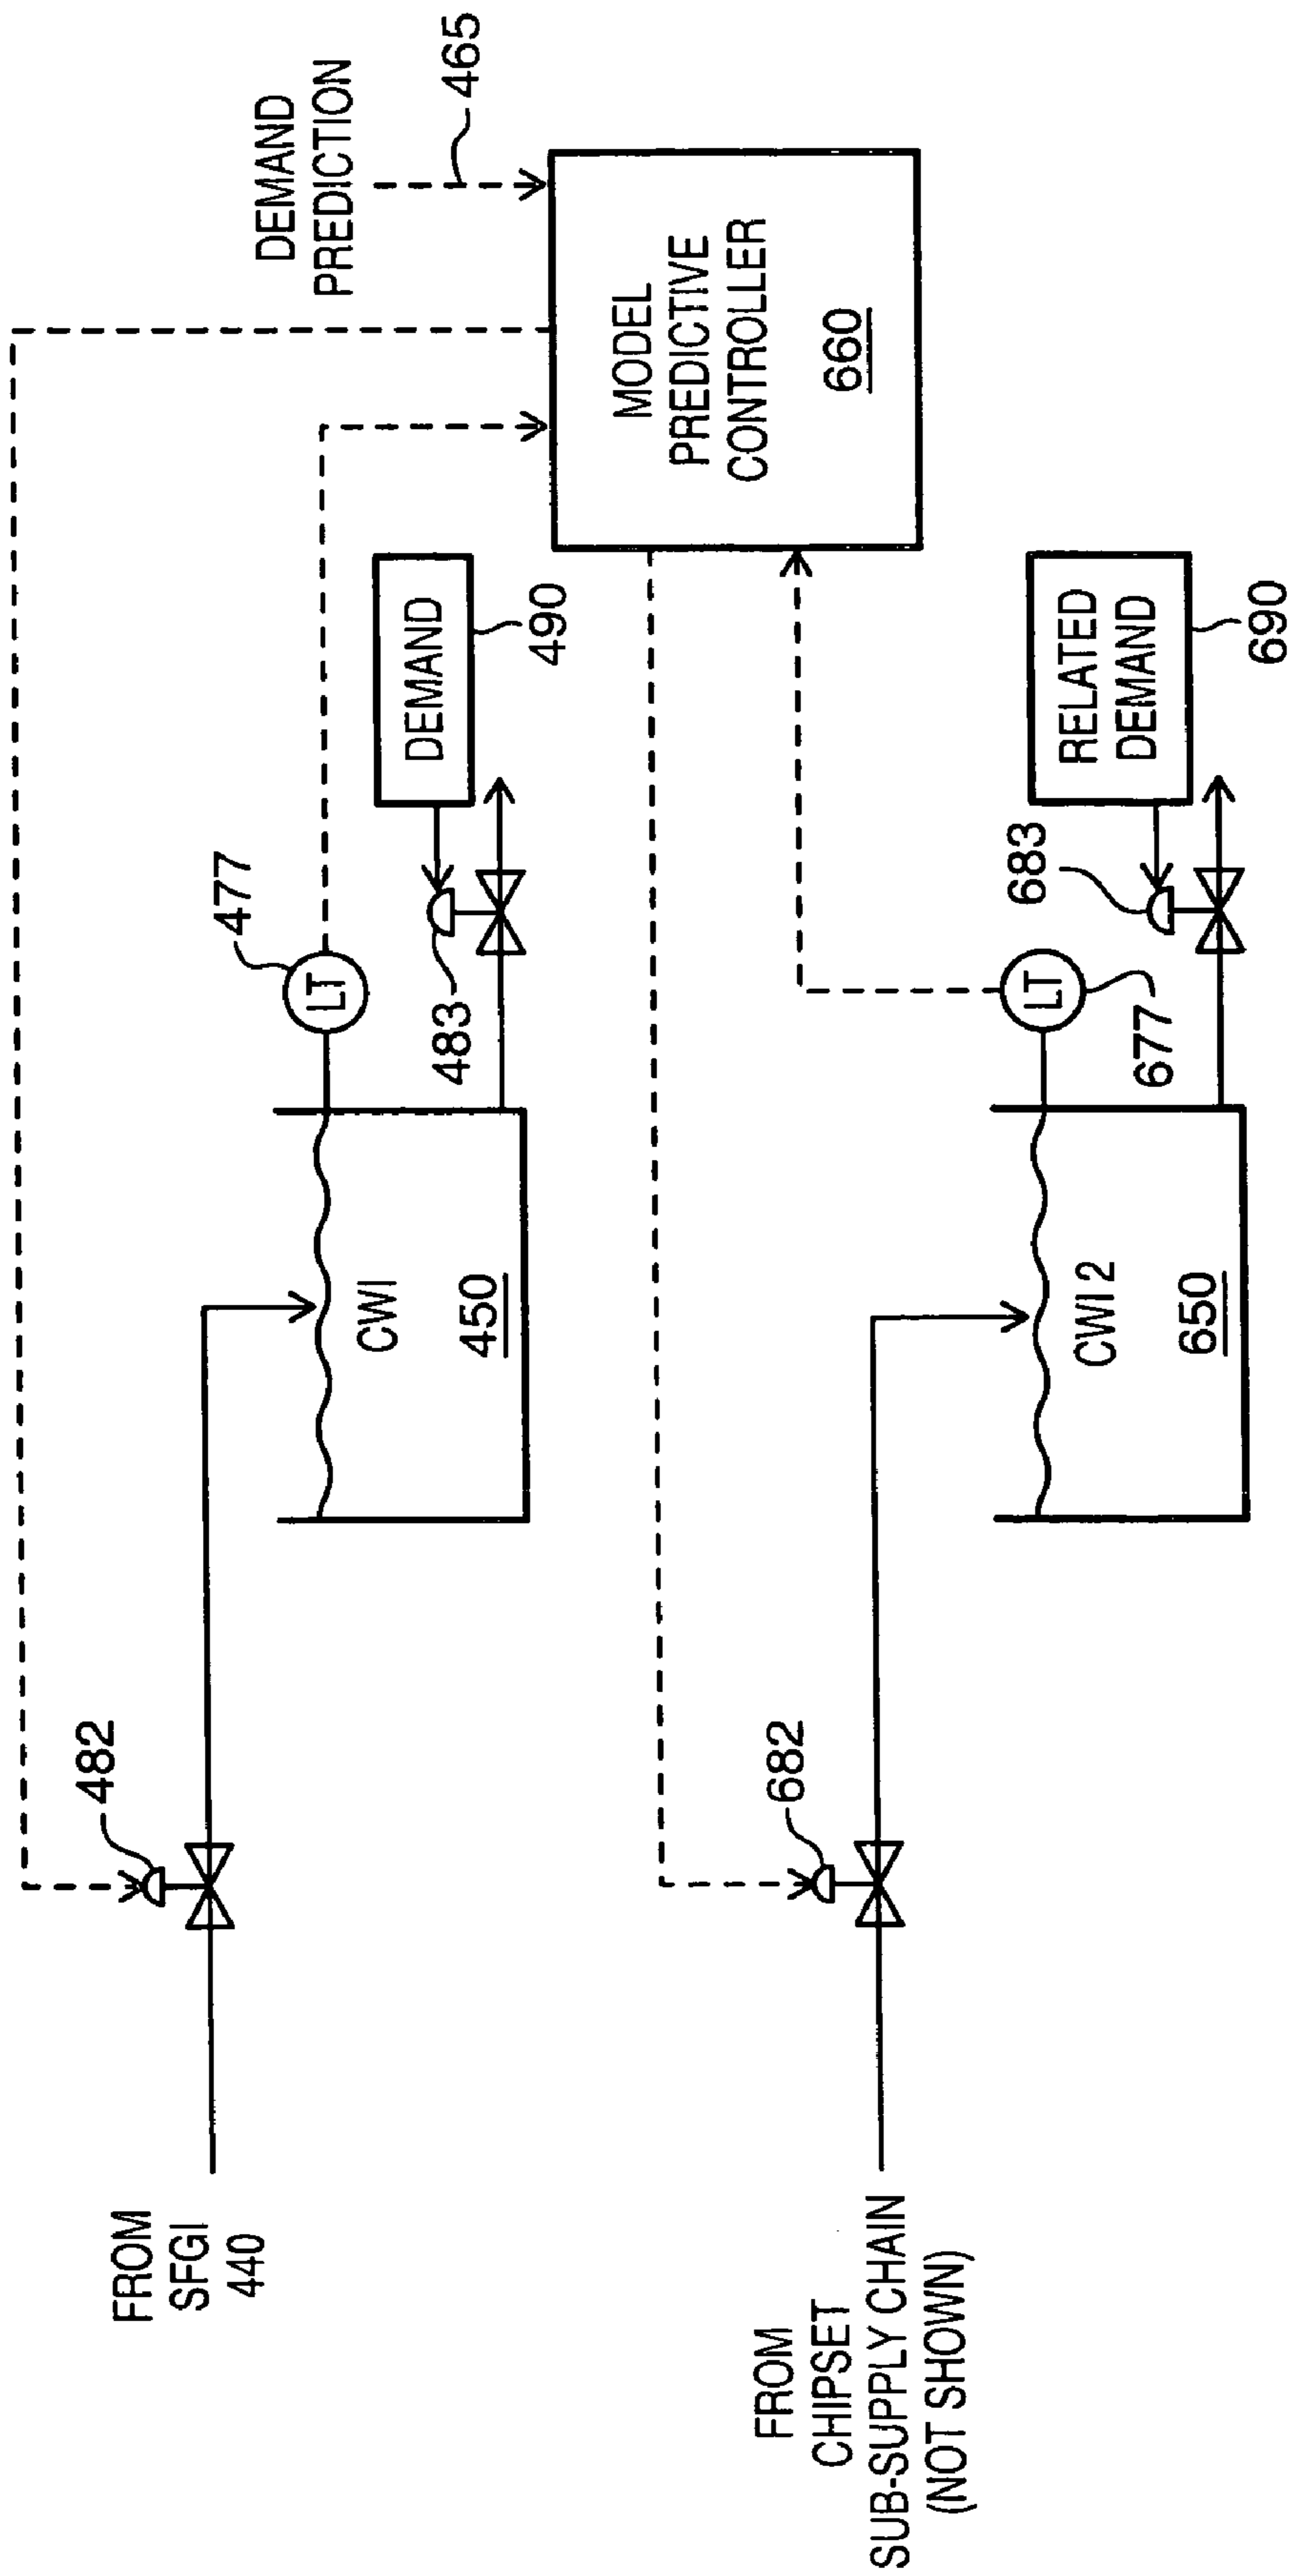 DEMAND
PREDICTION
465
MODEL
PREDICTIVE
CONTROLLER
660
477
LT
DEMAND
490
483
482
CWI
450
FROM
SFGI
440
RELATED
DEMAND
690
683
LT
677
682
CWI 2
650
FROM
CHIPSET
SUB-SUPPLY CHAIN
(NOT SHOWN)